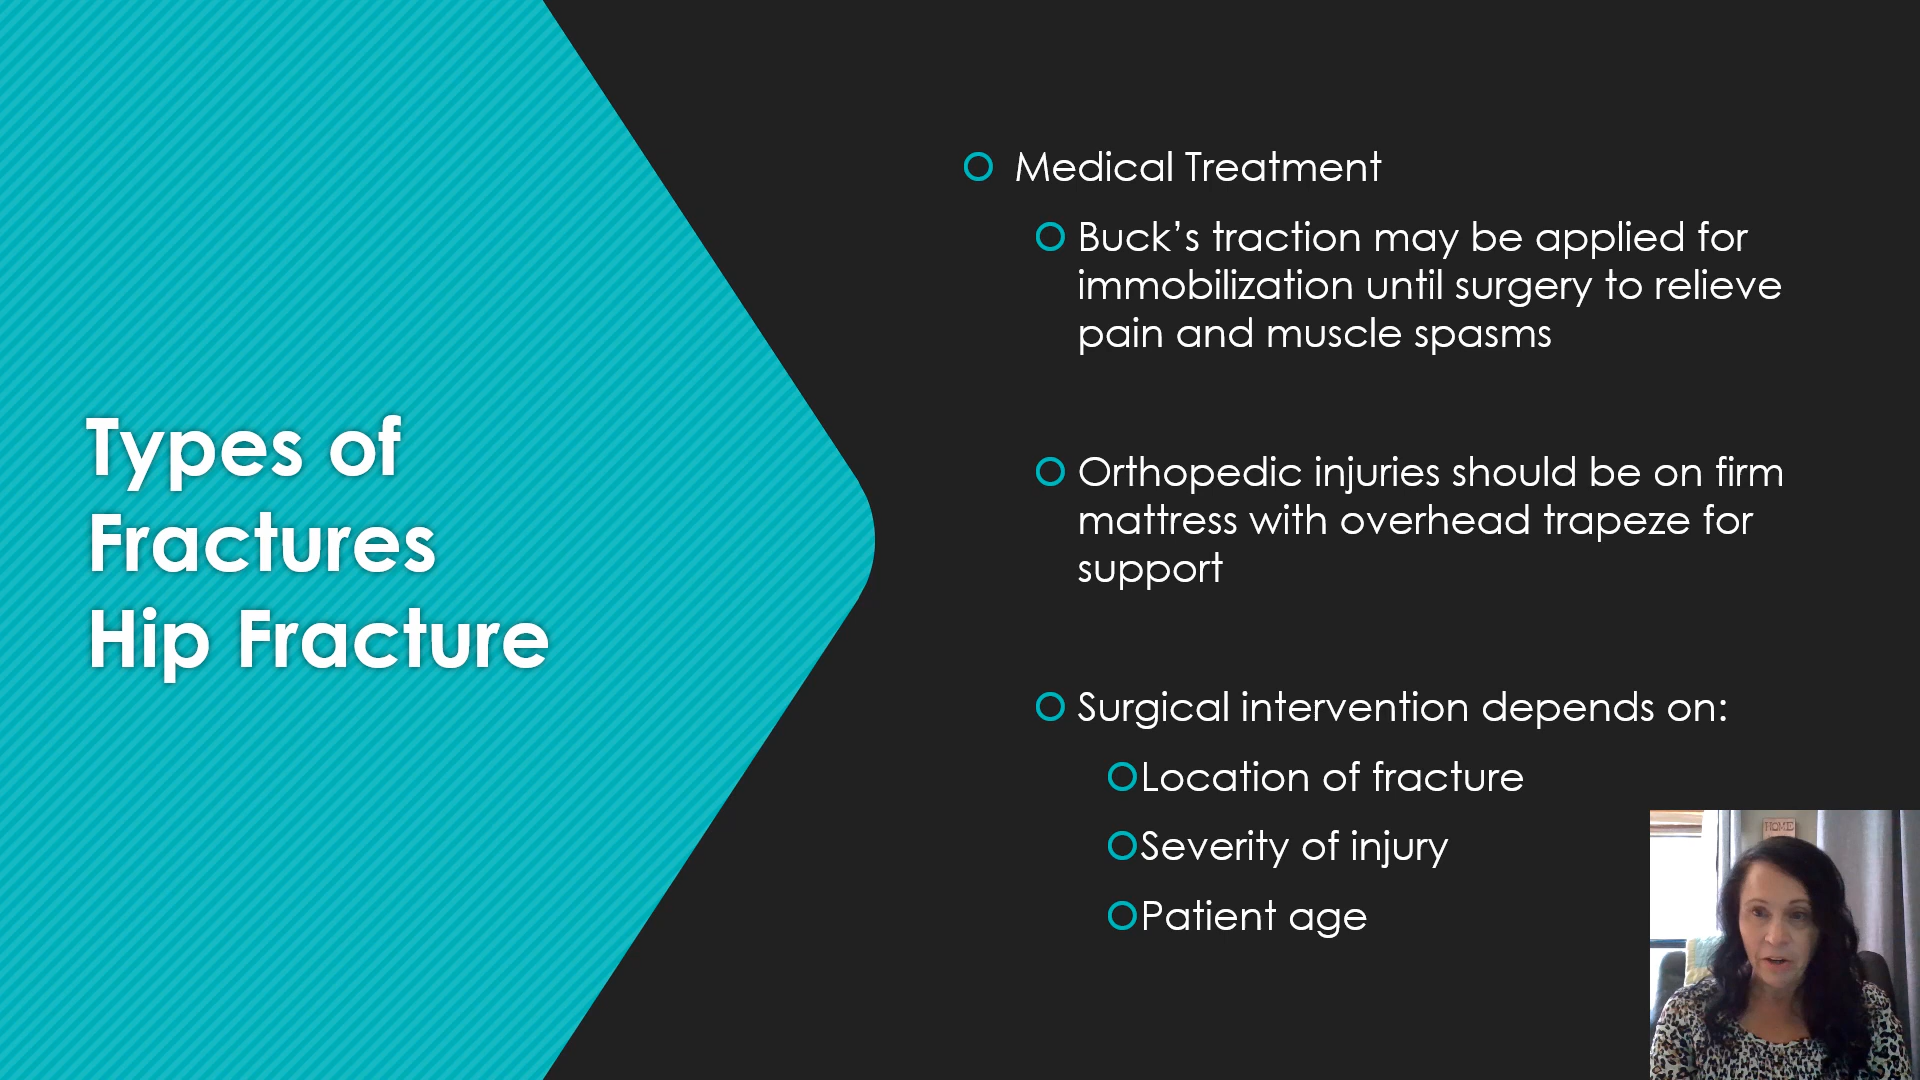 Types of
Fractures
Hip Fracture
Medical Treatment
Buck’s traction may be applied for
immobilization until surgery to relieve
pain and muscle spasms
Orthopedic injuries should be on firm
mattress with overhead trapeze for
support
Surgical intervention depends on:
Location of fracture
Severity of injury
Patient age
HOME